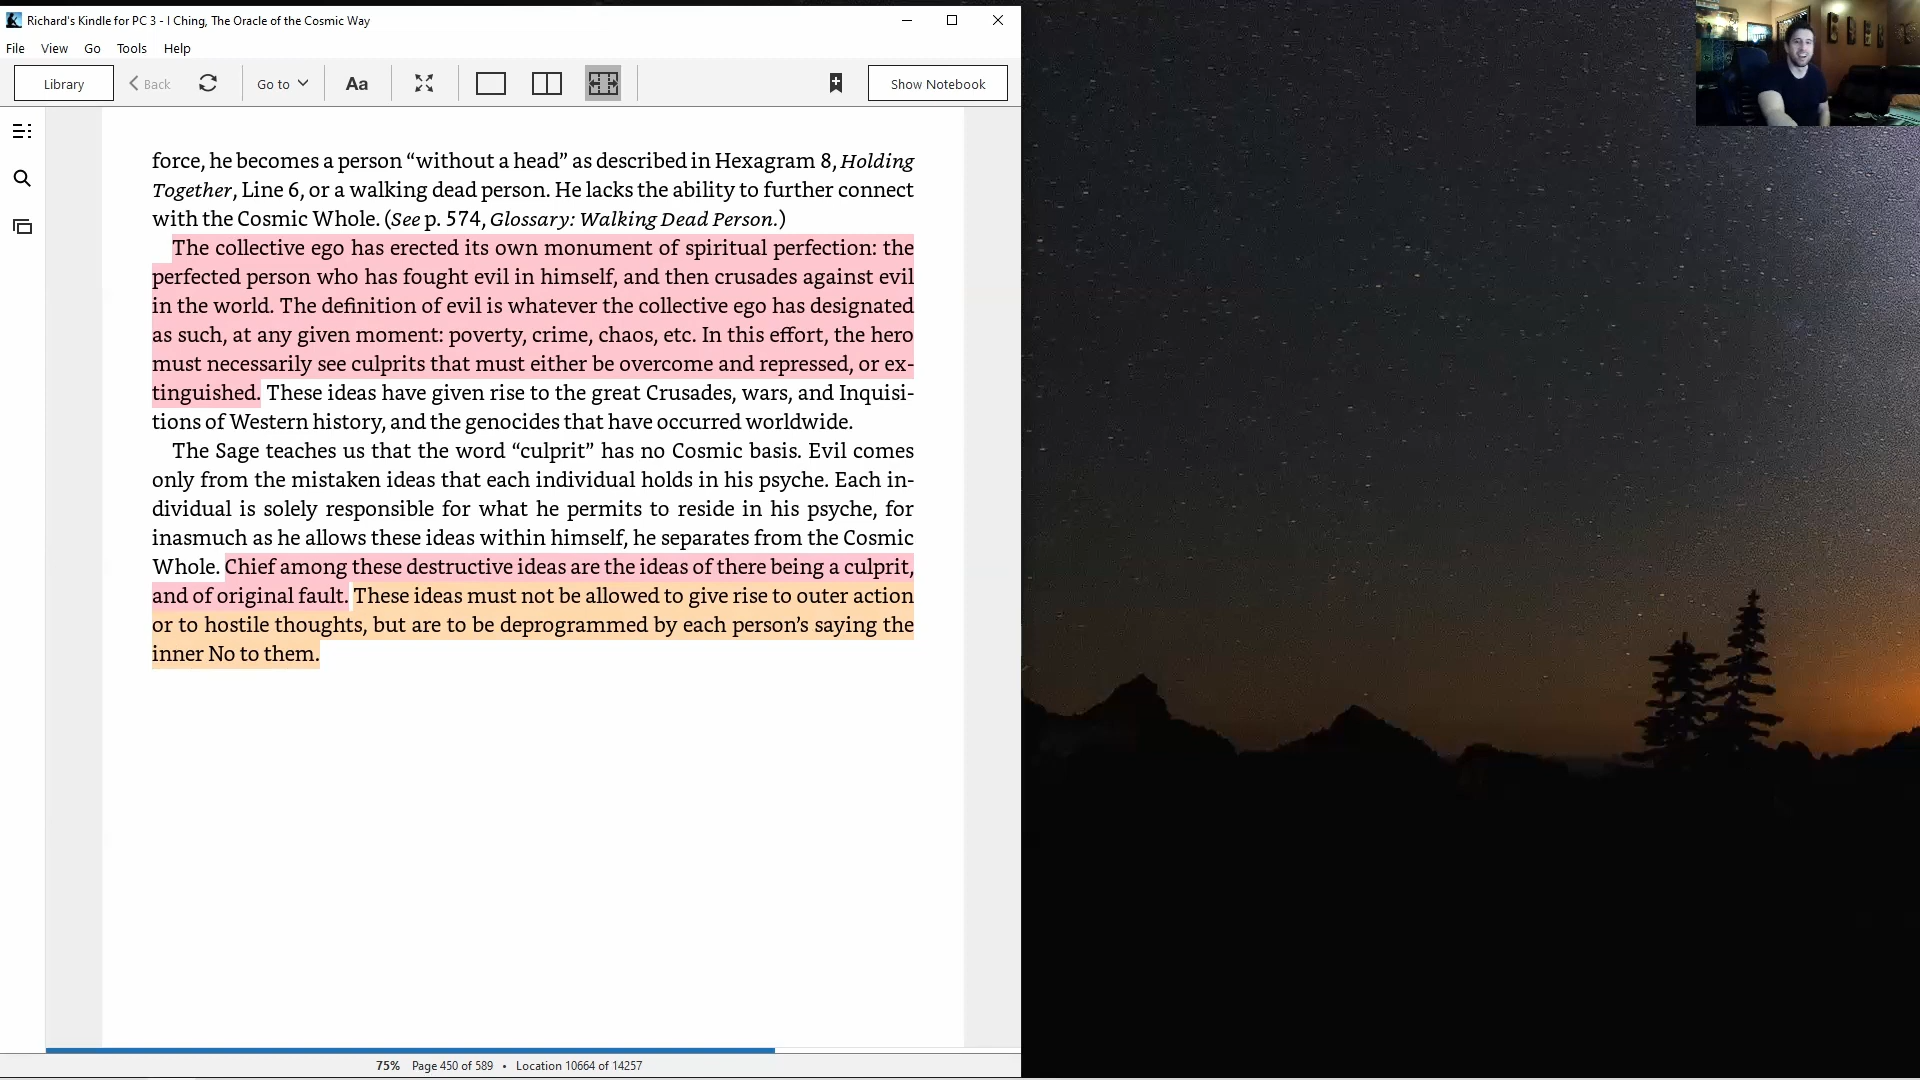 Richard's Kindle for PC 3 - I Ching, The Oracle of the Cosmic Way
File View Go Tools Help
Library Back Go to Aa Show Notebook
force, he becomes a person “without a head” as described in Hexagram 8, Holding
Together, Line 6, or a walking dead person. He lacks the ability to further connect
with the Cosmic Whole. (See p. 574, Glossary: Walking Dead Person.)
The collective ego has erected its own monument of spiritual perfection: the
perfected person who has fought evil in himself, and then crusades against evil
in the world. The definition of evil is whatever the collective ego has designated
as such, at any given moment: poverty, crime, chaos, etc. In this effort, the hero
must necessarily see culprits that must either be overcome and repressed, or ex-
tinguished. These ideas have given rise to the great Crusades, wars, and Inquisi-
tions of Western history, and the genocides that have occurred worldwide.
The Sage teaches us that the word “culprit” has no Cosmic basis. Evil comes
only from the mistaken ideas that each individual holds in his psyche. Each in-
dividual is solely responsible for what he permits to reside in his psyche, for
inasmuch as he allows these ideas within himself, he separates from the Cosmic
Whole. Chief among these destructive ideas are the ideas of there being a culprit,
and of original fault. These ideas must not be allowed to give rise to outer action
or to hostile thoughts, but are to be deprogrammed by each person’s saying the
inner No to them.
75% Page 450 of 589 • Location 10664 of 14257